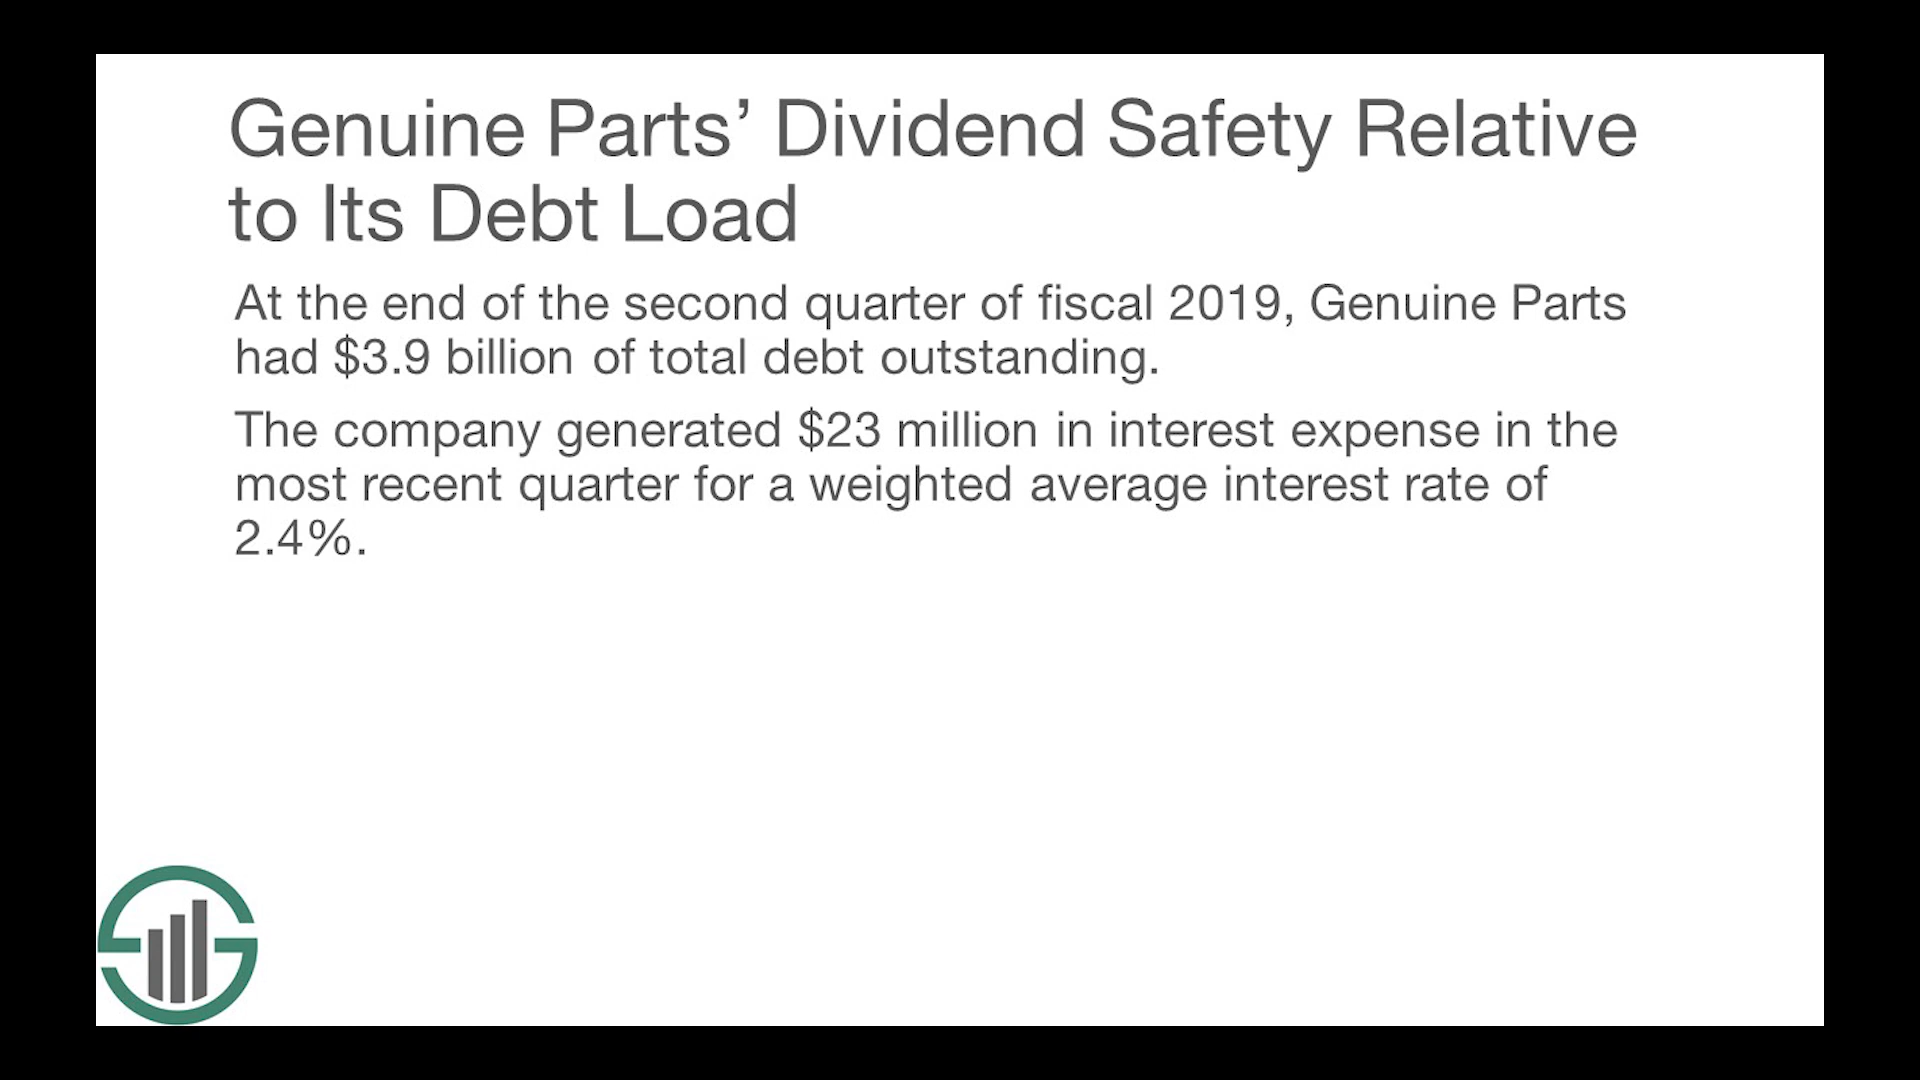 Genuine Parts’ Dividend Safety Relative
to Its Debt Load
At the end of the second quarter of fiscal 2019, Genuine Parts
had $3.9 billion of total debt outstanding.
The company generated $23 million in interest expense in the
most recent quarter for a weighted average interest rate of
2.4%.